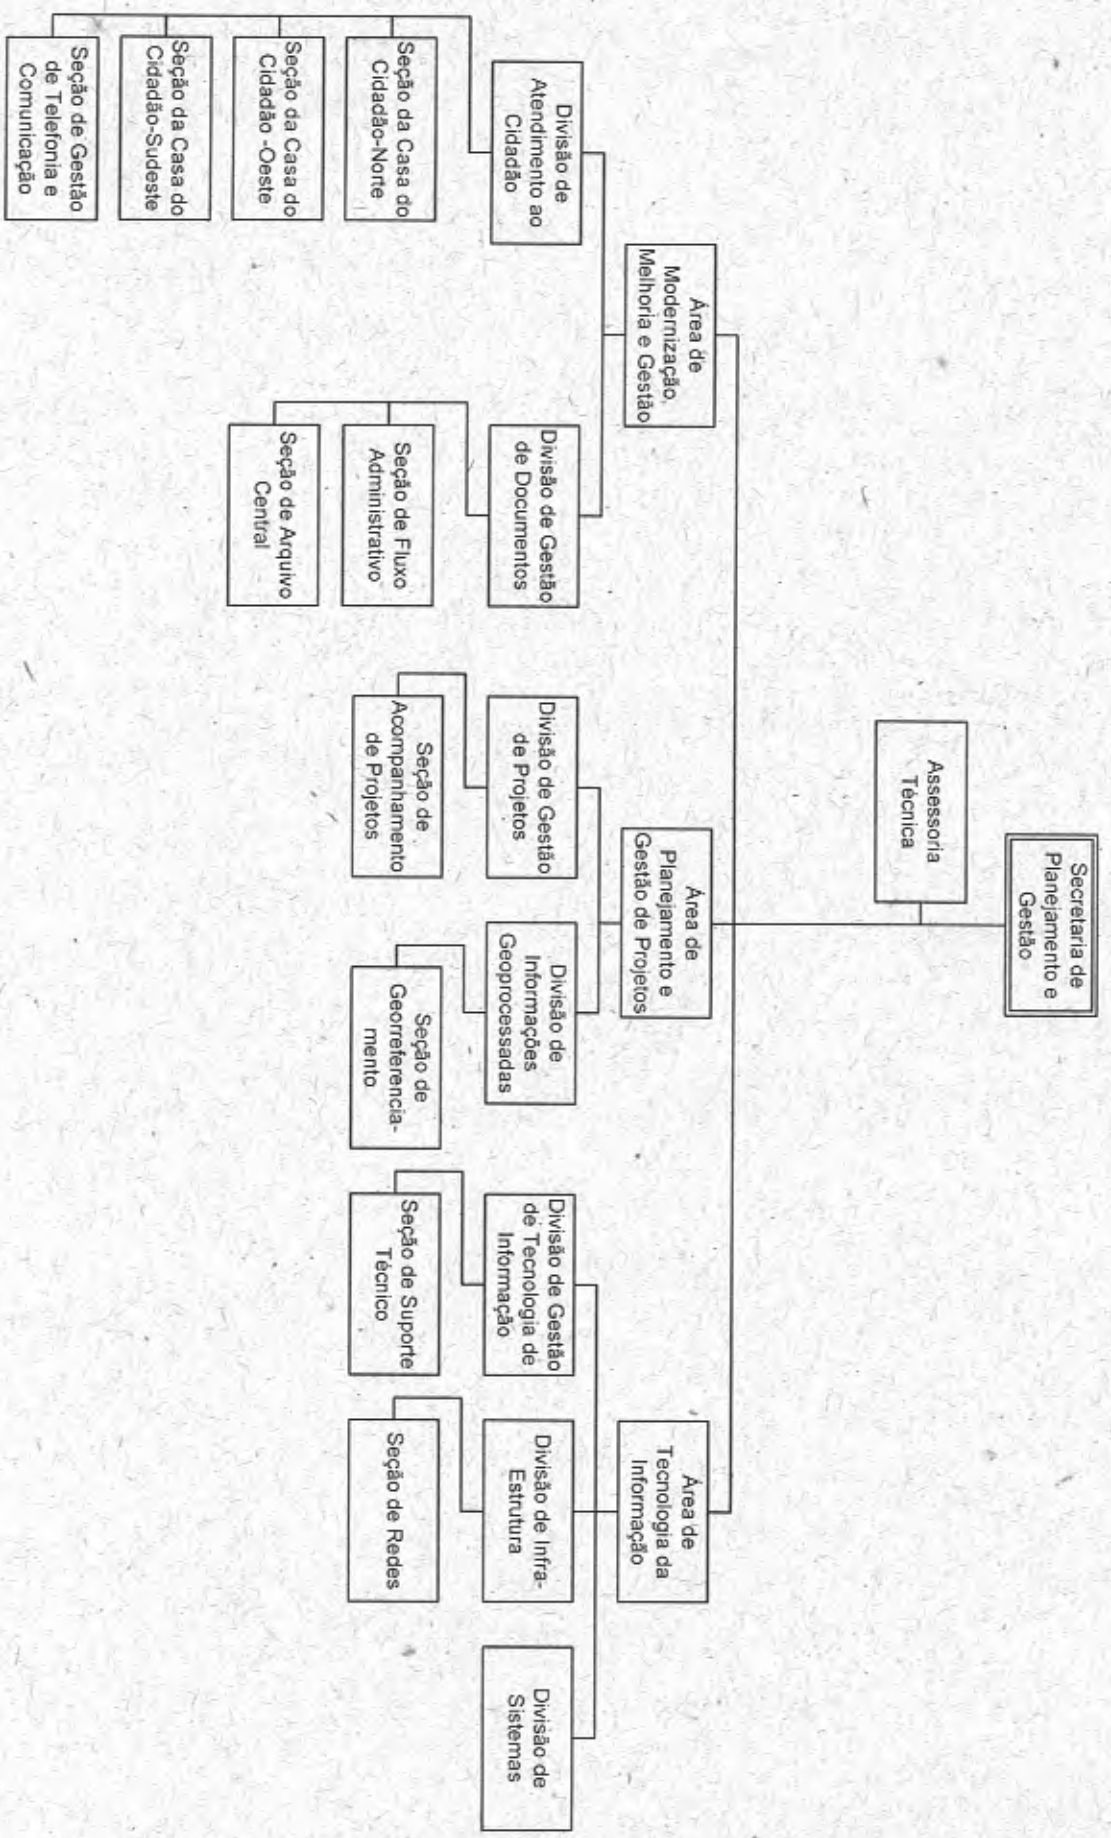 Secretaria de
Planejamento e
Gestão
Assessoria
Técnica
Área de
Modernização,
Melhoria e Gestão
Área de
Planejamento e
Gestão de Projetos
Área de
Tecnologia da
Informação
Divisão de
Atendimento ao
Cidadão
Divisão de Gestão
de Documentos
Divisão de Gestão
de Projetos
Divisão de
Informações
Geoprocessadas
Divisão de Gestão
de Tecnologia de
Informação
Divisão de Infra-
Estrutura
Divisão de
Sistemas
Seção da Casa do
Cidadão-Norte
Seção da Casa do
Cidadão -Oeste
Seção da Casa do
Cidadão-Sudeste
Seção de Gestão
de Telefonia e
Comunicação
Seção de Fluxo
Administrativo
Seção de Arquivo
Central
Seção de
Acompanhamento
de Projetos
Seção de
Georreferencia-
mento
Seção de Suporte
Técnico
Seção de Redes